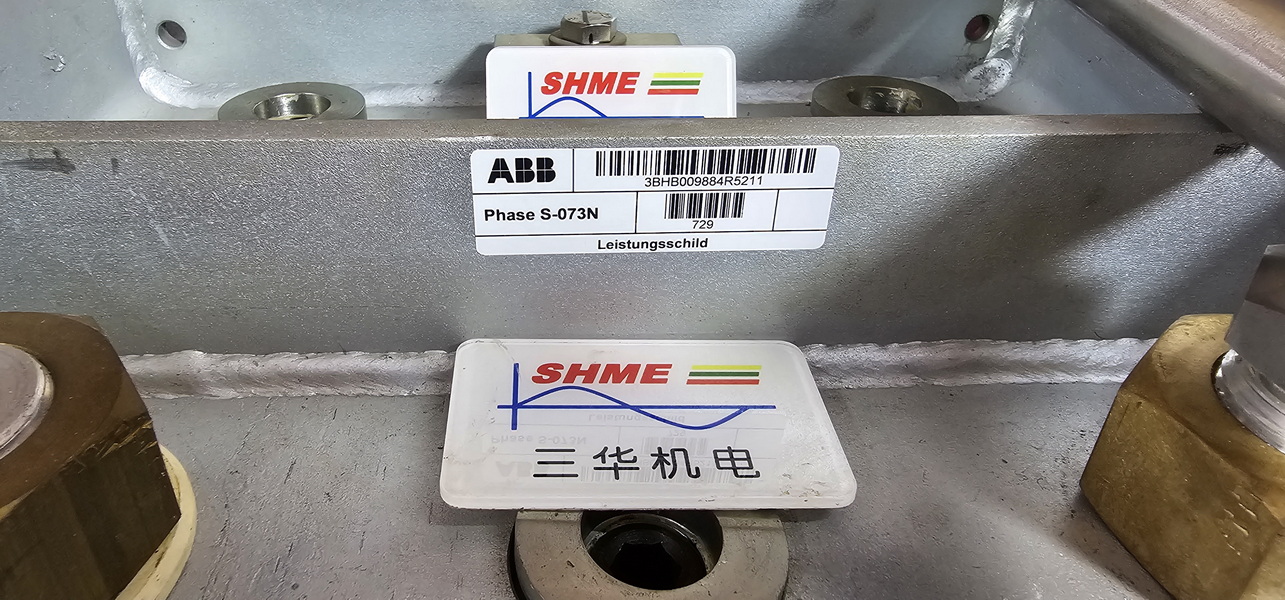 SHME
ABB
3BHB009884R5211
Phase S-073N
729
Leistungsschild
SHME
三华机电